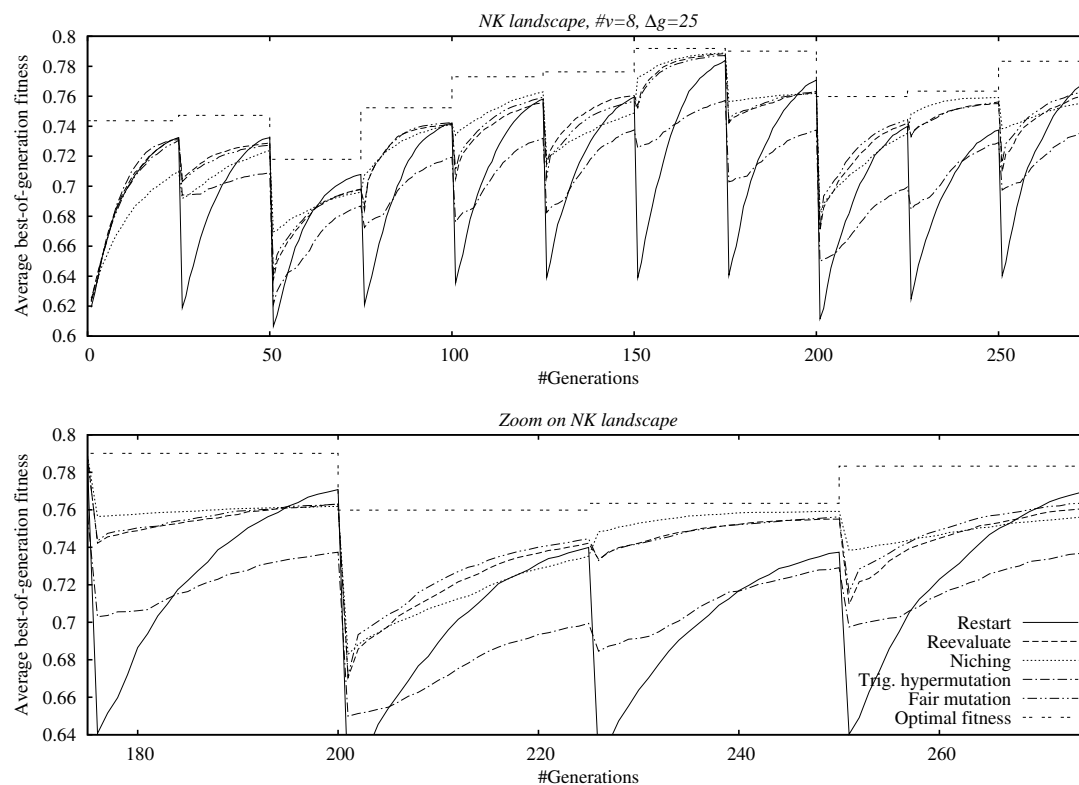 NK landscape, #v=8, Δg=25
Average best-of-generation fitness
0.8
0.78
0.76
0.74
0.72
0.7
0.68
0.66
0.64
0.62
0.6
0
50
100
150
200
250
#Generations
Zoom on NK landscape
Average best-of-generation fitness
0.8
0.78
0.76
0.74
0.72
0.7
0.68
0.66
0.64
Restart
Reevaluate
Niching
Trig. hypermutation
Fair mutation
Optimal fitness
180
200
220
240
260
#Generations